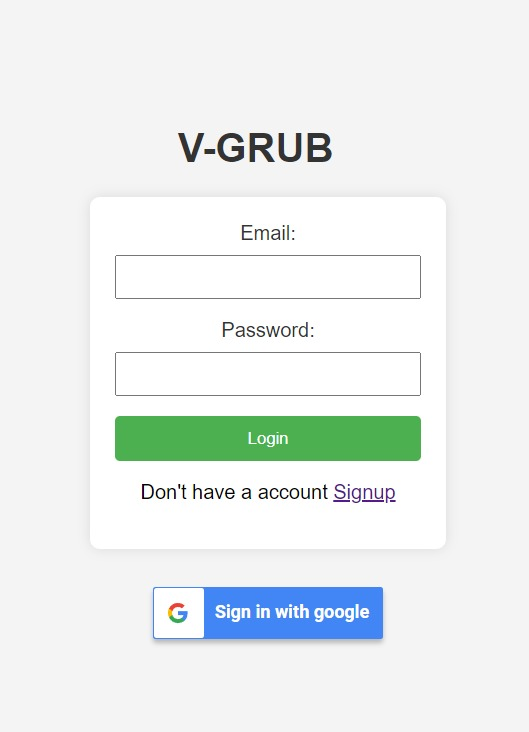 V-GRUB
Email:
Password:
Login
Don't have a account Signup
Sign in with google